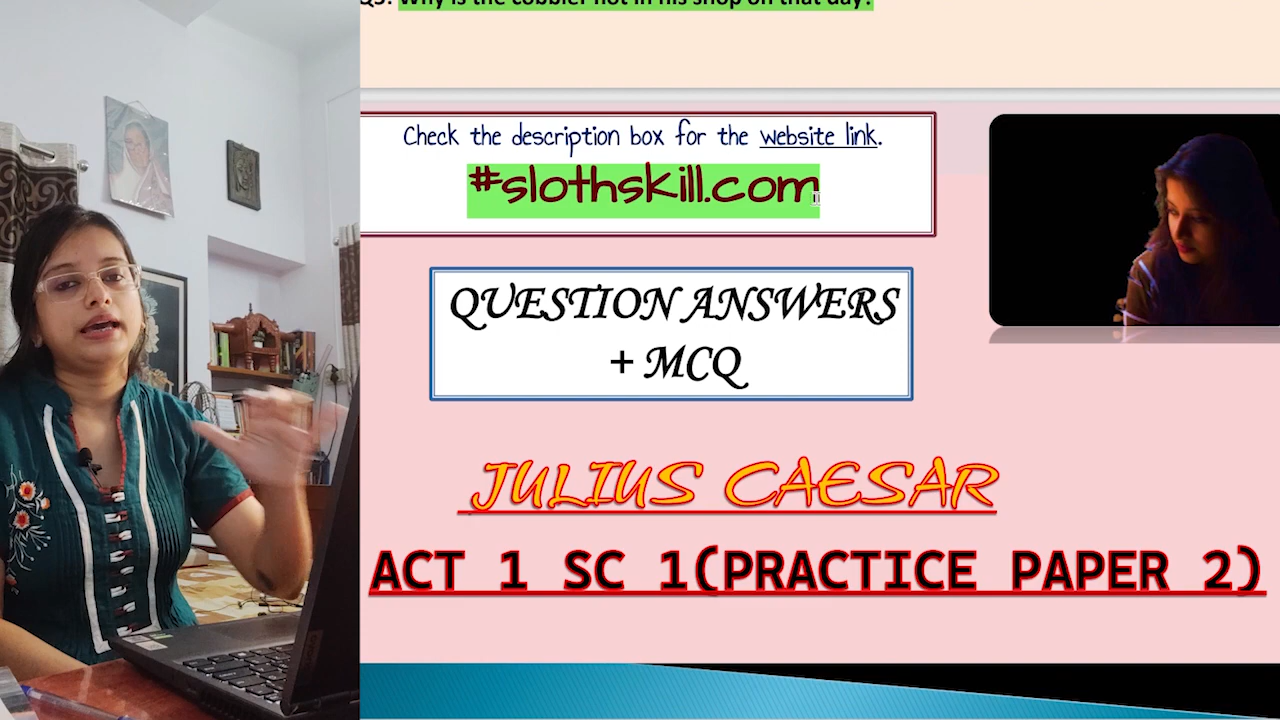 Q3. Why is the cobbler not in his shop on that day?
Check the description box for the website link.
#slothskill.com
QUESTION ANSWERS
+ MCQ
JULIUS CAESAR
ACT 1 SC 1(PRACTICE PAPER 2)